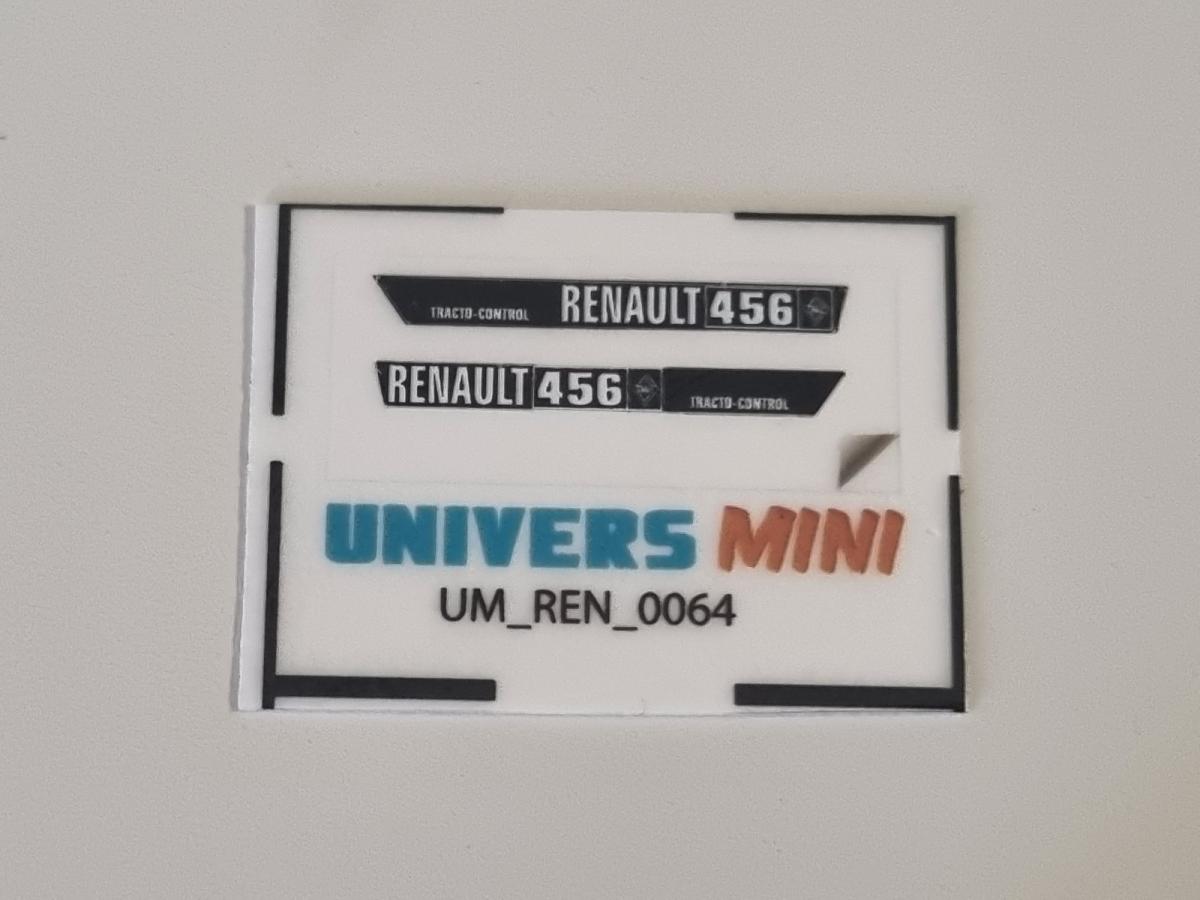 TRACTO-CONTROL RENAULT 456
RENAULT 456 TRACTO-CONTROL
UNIVERS MINI
UM_REN_0064